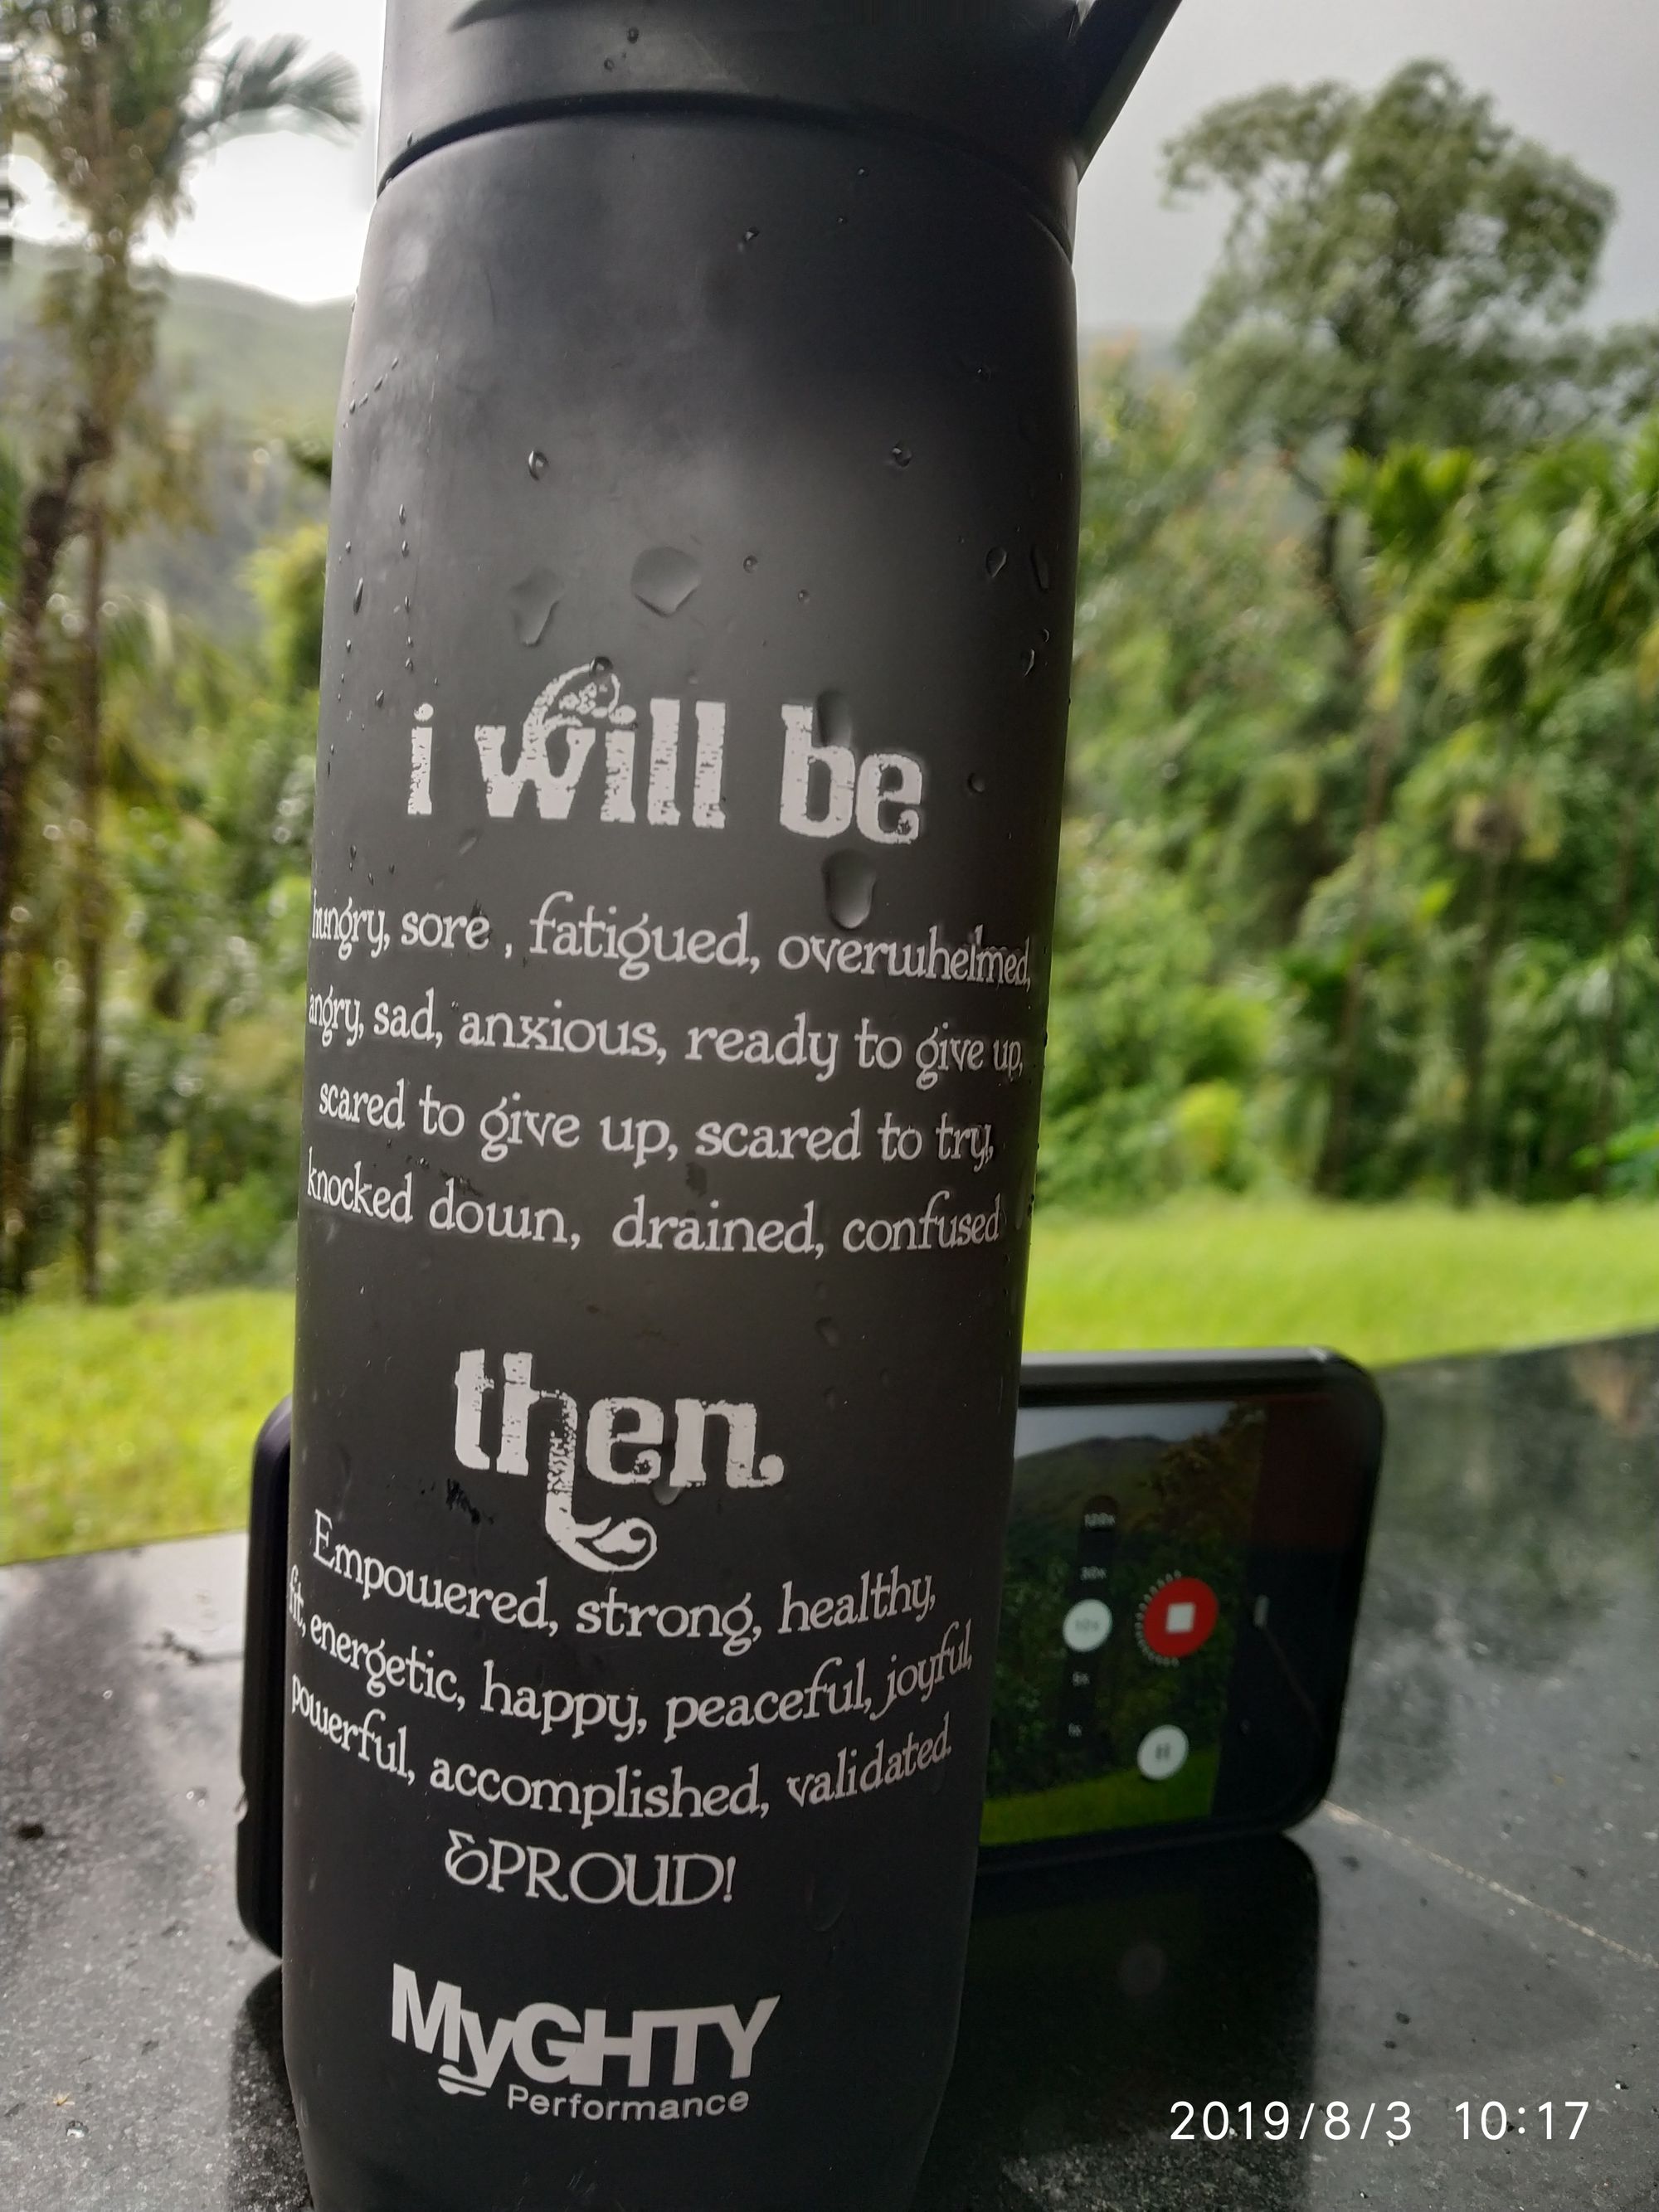 i will be
hungry, sore , fatigued, overwhelmed,
angry, sad, anxious, ready to give up,
scared to give up, scared to try,
knocked down, drained, confused
then
Empowered, strong, healthy,
fit, energetic, happy, peaceful, joyful,
powerful, accomplished, validated.
&PROUD!
MyGHTY
Performance
2019/8/3 10:17